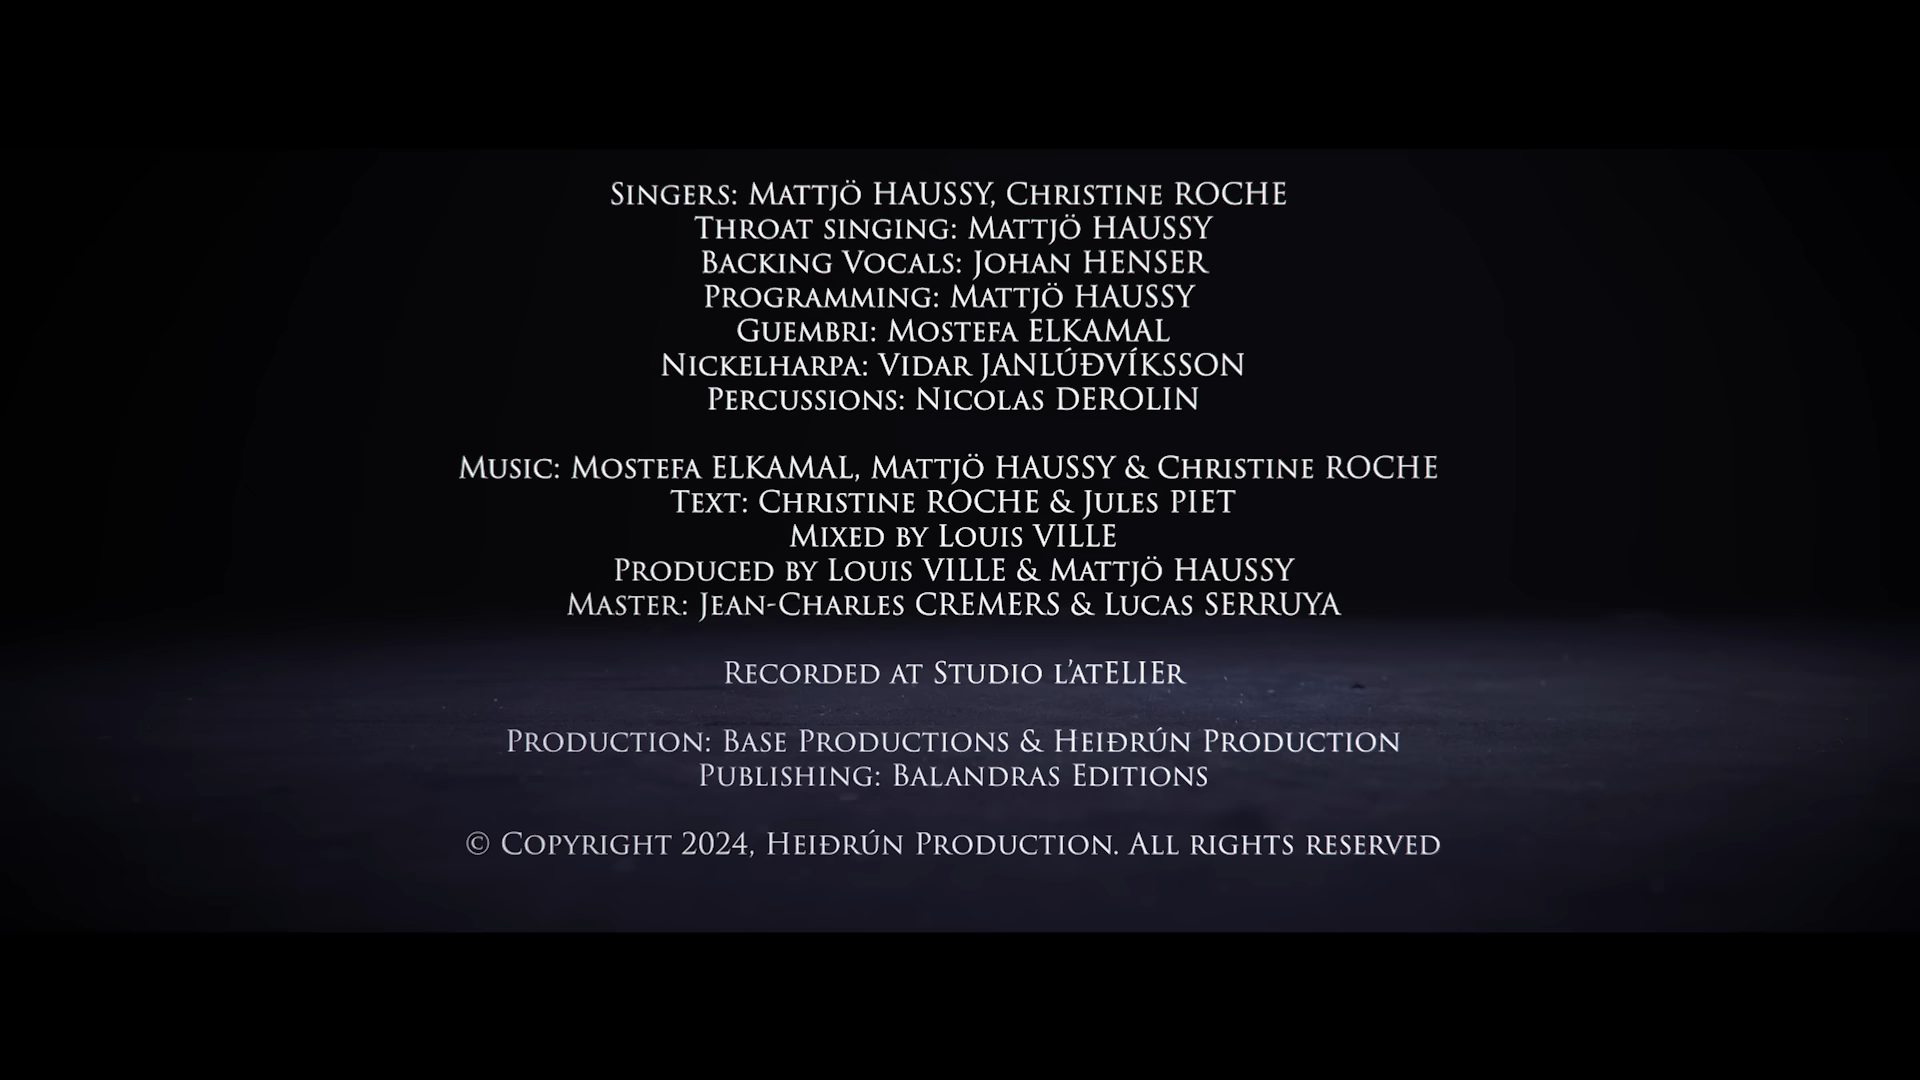 Singers: Mattjö HAUSSY, Christine ROCHE
Throat singing: Mattjö HAUSSY
Backing Vocals: Johan HENSER
Programming: Mattjö HAUSSY
Guembri: Mostefa ELKAMAL
Nickelharpa: Vidar JANLÚÐVÍKSSON
Percussions: Nicolas DEROLIN
Music: Mostefa ELKAMAL, Mattjö HAUSSY & Christine ROCHE
Text: Christine ROCHE & Jules PIET
Mixed by Louis VILLE
Produced by Louis VILLE & Mattjö HAUSSY
Master: Jean-Charles CREMERS & Lucas SERRUYA
Recorded at Studio l'atELIEr
Production: Base Productions & Heiðrún Production
Publishing: Balandras Editions
© Copyright 2024, Heiðrún Production. All rights reserved